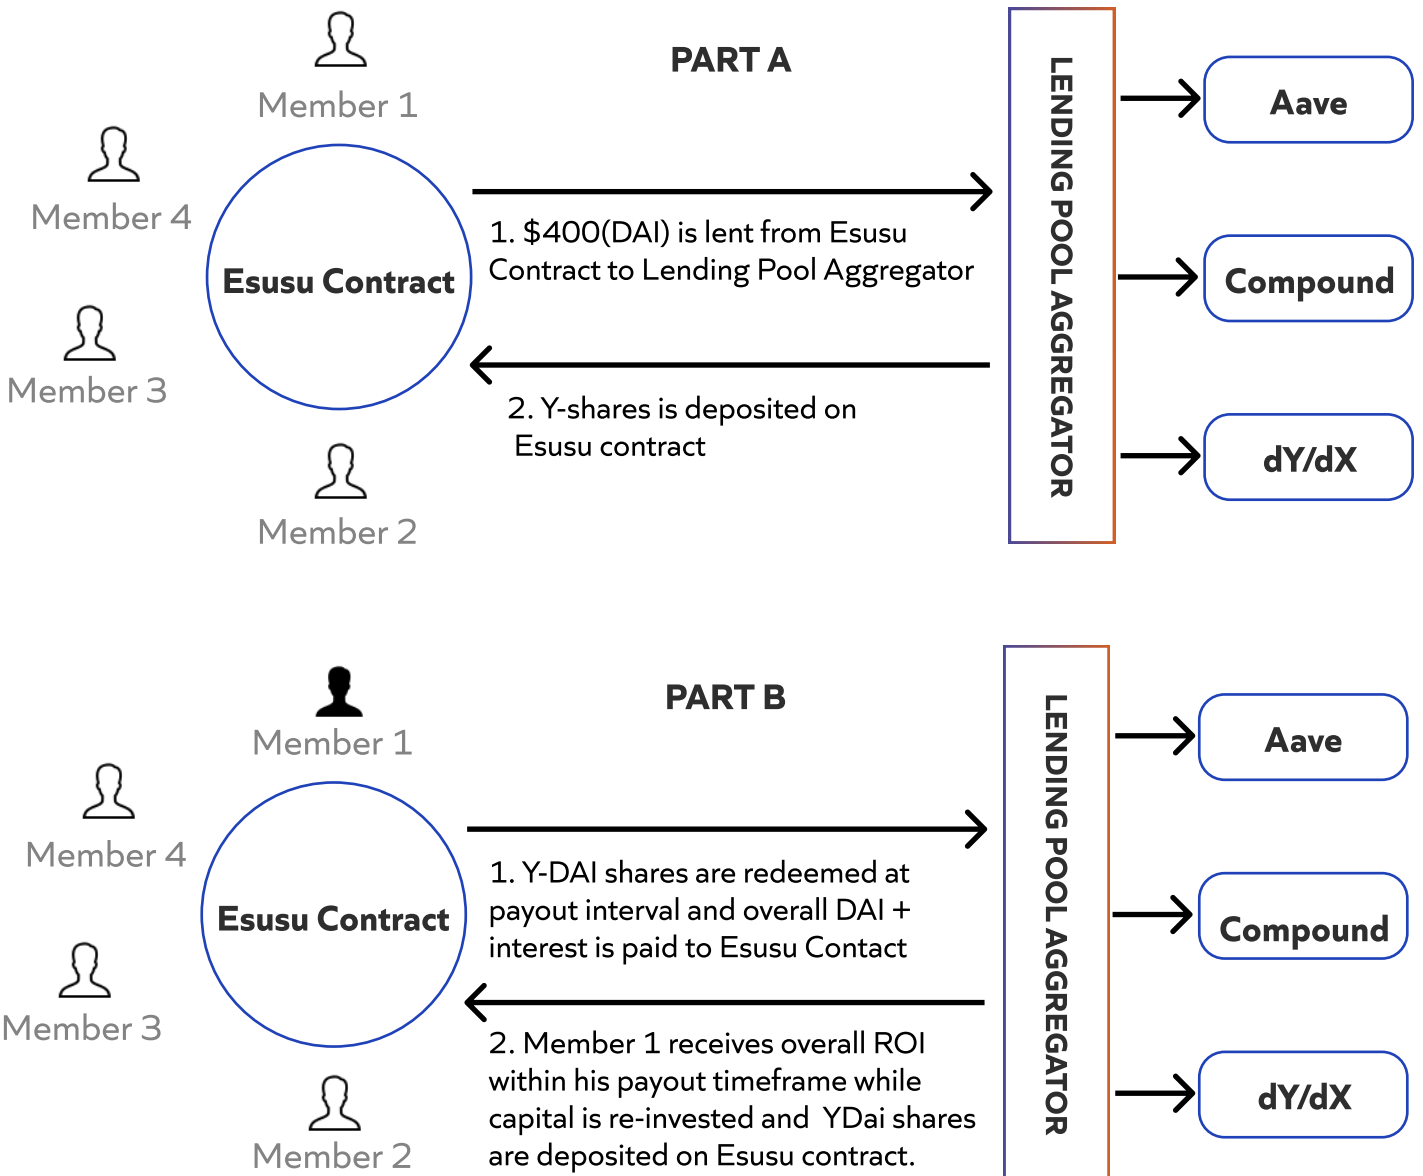 PART A
Member 1
Member 4
Esusu Contract
Member 3
Member 2
1. $400(DAI) is lent from Esusu
Contract to Lending Pool Aggregator
2. Y-shares is deposited on
Esusu contract
LENDING POOL AGGREGATOR
Aave
Compound
dY/dX
PART B
Member 1
Member 4
Esusu Contract
Member 3
Member 2
1. Y-DAI shares are redeemed at
payout interval and overall DAI +
interest is paid to Esusu Contact
2. Member 1 receives overall ROI
within his payout timeframe while
capital is re-invested and YDai shares
are deposited on Esusu contract.
LENDING POOL AGGREGATOR
Aave
Compound
dY/dX